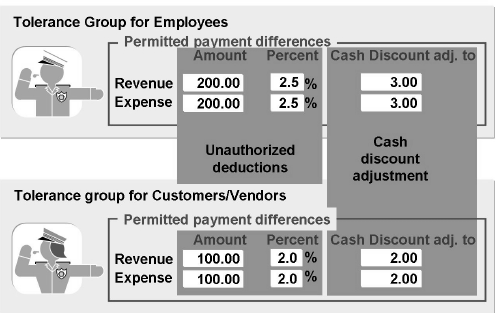 Tolerance Group for Employees
Permitted payment differences
Amount Percent Cash Discount adj. to
Revenue 200.00 2.5 % 3.00
Expense 200.00 2.5 % 3.00
Unauthorized deductions
Cash discount adjustment
Tolerance group for Customers/Vendors
Permitted payment differences
Amount Percent Cash Discount adj. to
Revenue 100.00 2.0 % 2.00
Expense 100.00 2.0 % 2.00